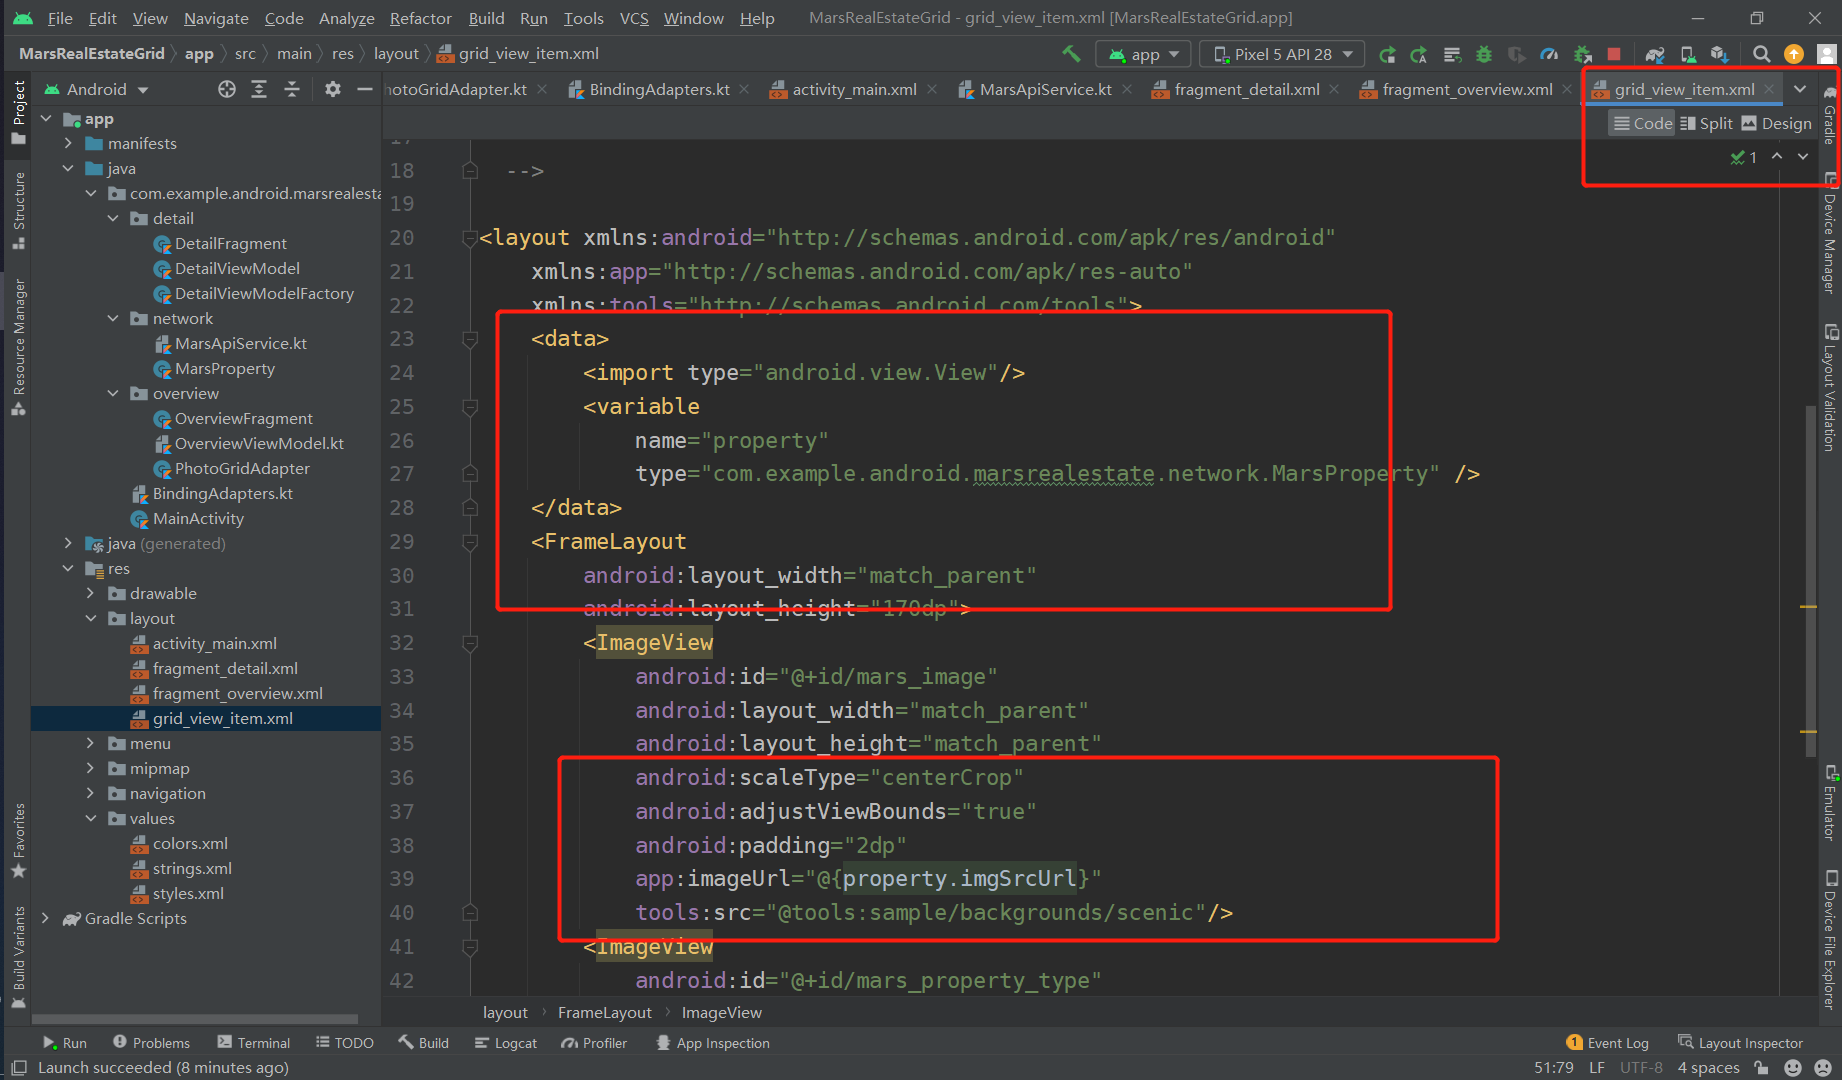 File Edit View Navigate Code Analyze Refactor Build Run Tools VCS Window Help MarsRealEstateGrid - grid_view_item.xml [MarsRealEstateGrid.app]
MarsRealEstateGrid app src main res layout grid_view_item.xml app Pixel 5 API 28
Android hotoGridAdapter.kt BindingAdapters.kt activity_main.xml MarsApiService.kt fragment_detail.xml fragment_overview.xml grid_view_item.xml
Code Split Design
1
Project
Structure
Resource Manager
Favorites
Build Variants
app
manifests
java
com.example.android.marsrealesta
detail
DetailFragment
DetailViewModel
DetailViewModelFactory
network
MarsApiService.kt
MarsProperty
overview
OverviewFragment
OverviewViewModel.kt
PhotoGridAdapter
BindingAdapters.kt
MainActivity
java (generated)
res
drawable
layout
activity_main.xml
fragment_detail.xml
fragment_overview.xml
grid_view_item.xml
menu
mipmap
navigation
values
colors.xml
strings.xml
styles.xml
Gradle Scripts
17
18 -->
19
20 <layout xmlns:android="http://schemas.android.com/apk/res/android"
21 xmlns:app="http://schemas.android.com/apk/res-auto"
22 xmlns:tools="http://schemas.android.com/tools">
23 <data>
24 <import type="android.view.View"/>
25 <variable
26 name="property"
27 type="com.example.android.marsrealestate.network.MarsProperty" />
28 </data>
29 <FrameLayout
30 android:layout_width="match_parent"
31 android:layout_height="170dp">
32 <ImageView
33 android:id="@+id/mars_image"
34 android:layout_width="match_parent"
35 android:layout_height="match_parent"
36 android:scaleType="centerCrop"
37 android:adjustViewBounds="true"
38 android:padding="2dp"
39 app:imageUrl="@{property.imgSrcUrl}"
40 tools:src="@tools:sample/backgrounds/scenic"/>
41 <ImageView
42 android:id="@+id/mars_property_type"
layout FrameLayout ImageView
Gradle
Device Manager
Layout Validation
Emulator
Device File Explorer
Run Problems Terminal TODO Build Logcat Profiler App Inspection 1 Event Log Layout Inspector
Launch succeeded (8 minutes ago) 51:79 LF UTF-8 4 spaces